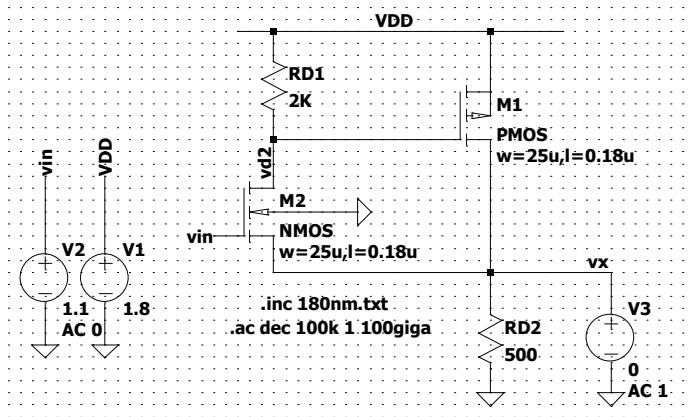 VDD
RD1
2K
M1
PMOS
w=25u,l=0.18u
vin
VDD
vd2
M2
vin
NMOS
w=25u,l=0.18u
V2
V1
vx
1.1
1.8
AC 0
.inc 180nm.txt
.ac dec 100k 1 100giga
RD2
500
V3
0
AC 1